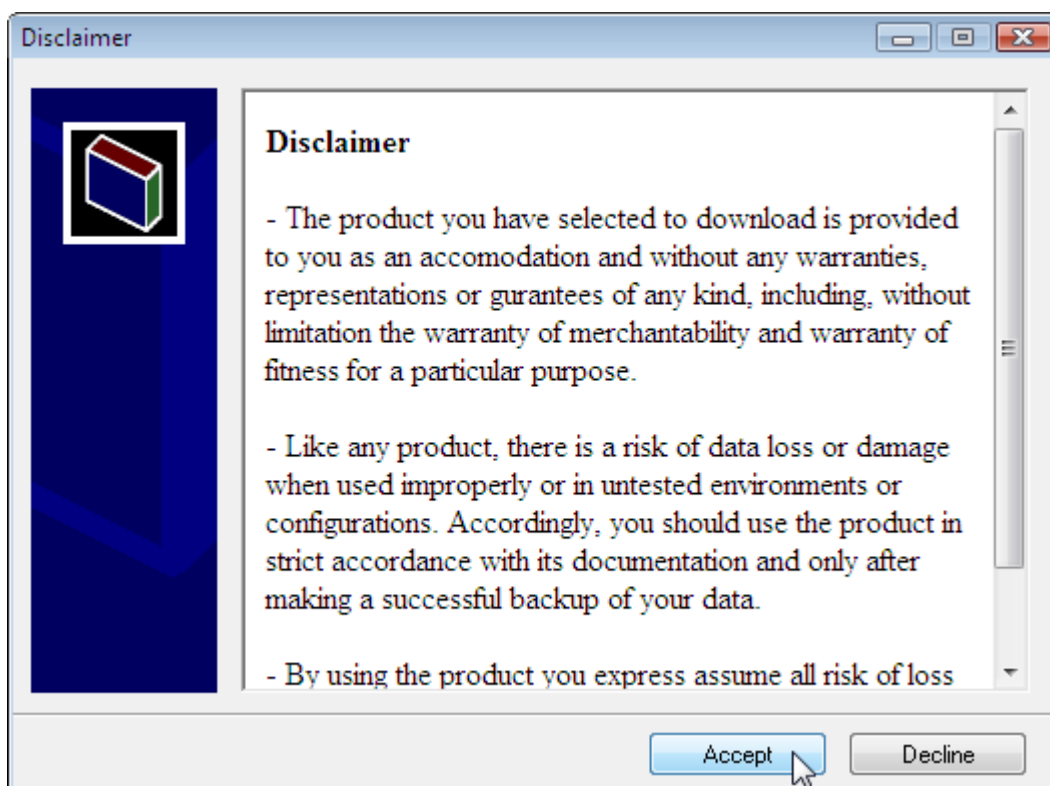 Disclaimer
Disclaimer
- The product you have selected to download is provided
to you as an accomodation and without any warranties,
representations or gurantees of any kind, including, without
limitation the warranty of merchantability and warranty of
fitness for a particular purpose.
- Like any product, there is a risk of data loss or damage
when used improperly or in untested environments or
configurations. Accordingly, you should use the product in
strict accordance with its documentation and only after
making a successful backup of your data.
- By using the product you express assume all risk of loss
Accept
Decline